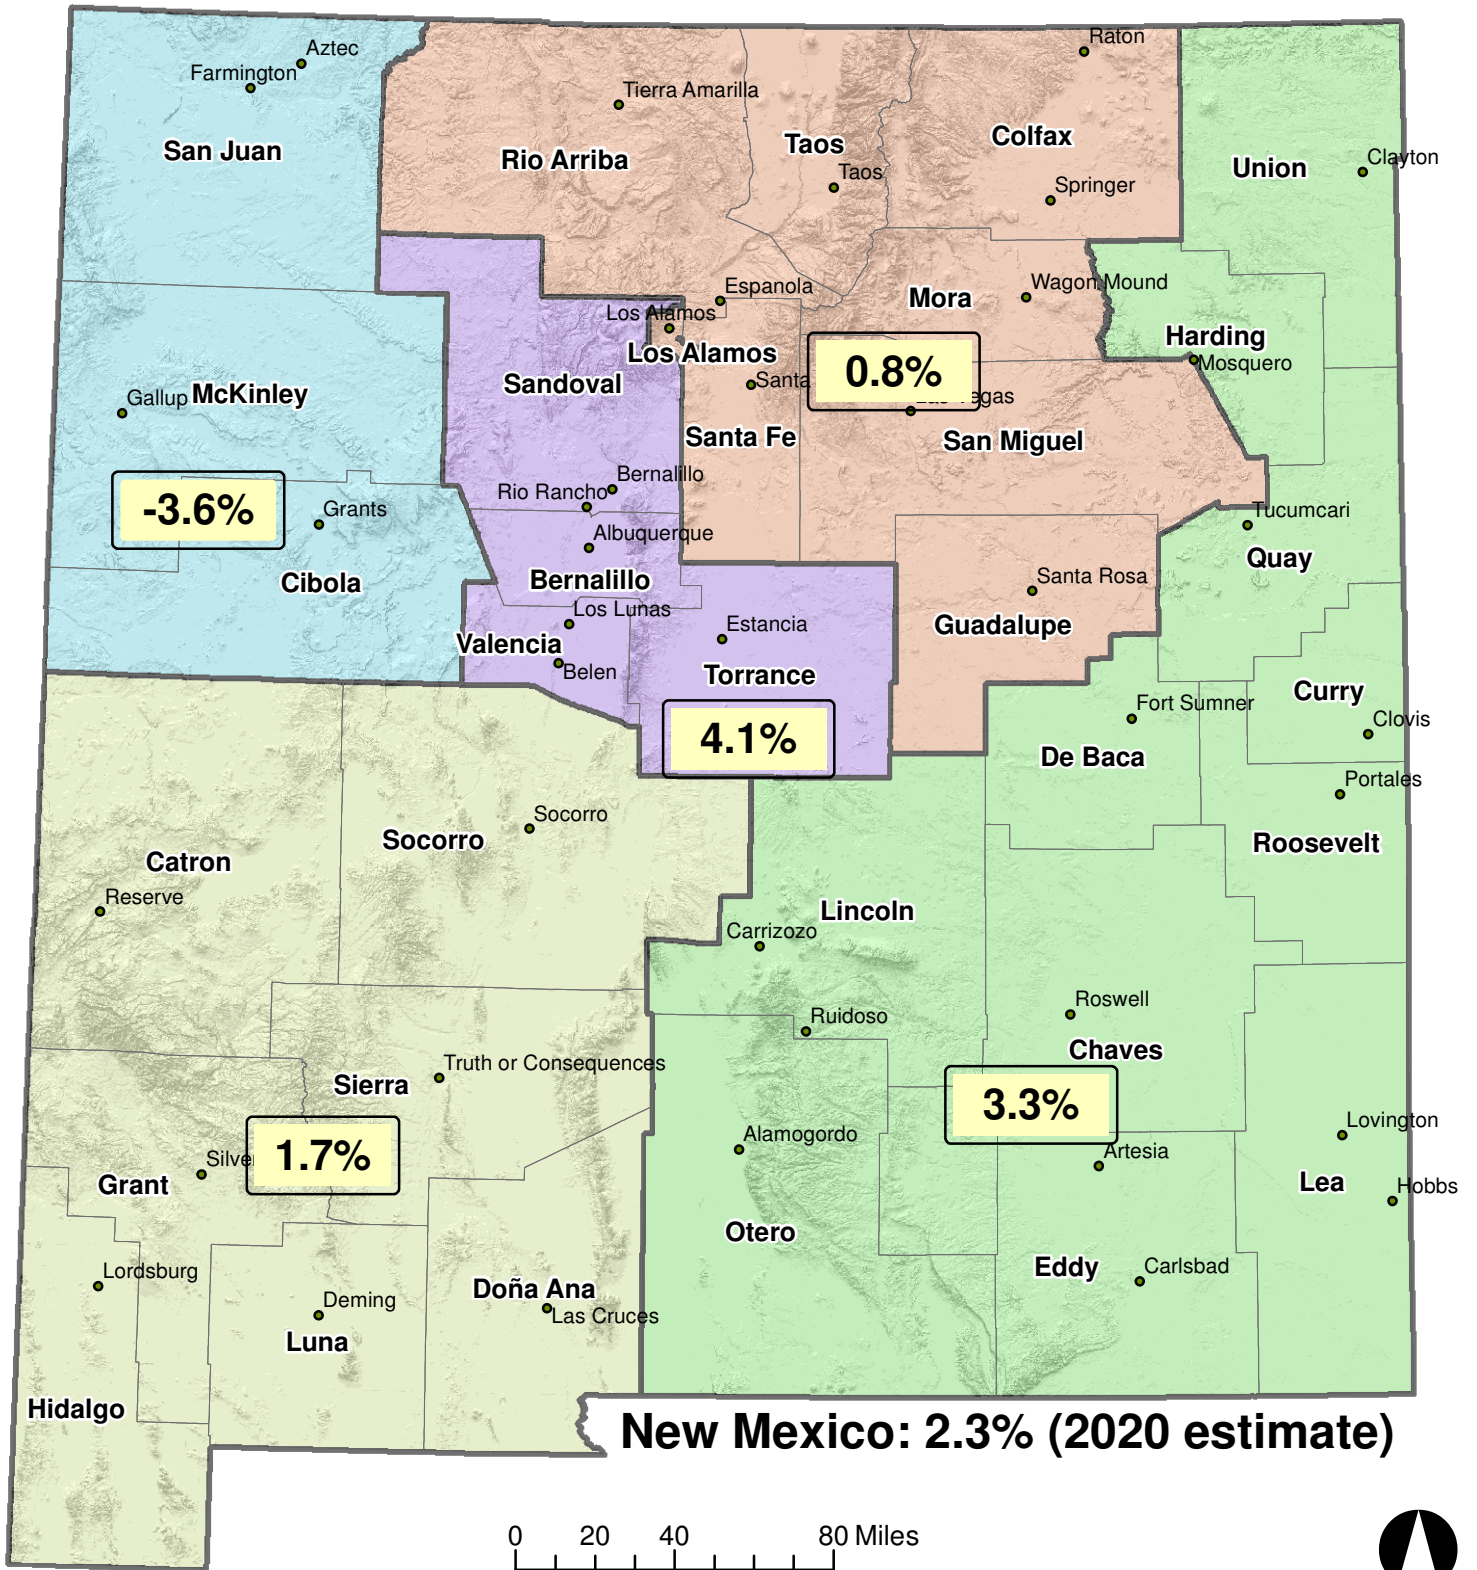 Aztec
Raton
Farmington
Tierra Amarilla
San Juan
Rio Arriba
Taos
Colfax
Union
Clayton
Taos
Springer
Espanola
Wagon Mound
Mora
Los Alamos
Harding
Los Alamos
Mosquero
0.8%
Sandoval
Santa
Gallup
McKinley
Santa Fe
San Miguel
Bernalillo
Rio Rancho
-3.6%
Grants
Tucumcari
Albuquerque
Quay
Cibola
Bernalillo
Santa Rosa
Los Lunas
Estancia
Guadalupe
Valencia
Belen
Torrance
Curry
Fort Sumner
Clovis
4.1%
De Baca
Portales
Socorro
Socorro
Roosevelt
Catron
Reserve
Lincoln
Carrizozo
Roswell
Ruidoso
Chaves
Truth or Consequences
Sierra
3.3%
Lovington
Alamogordo
Artesia
1.7%
Grant
Lea
Hobbs
Otero
Eddy
Carlsbad
Lordsburg
Doña Ana
Deming
Las Cruces
Luna
Hidalgo
New Mexico: 2.3% (2020 estimate)
0 20 40 80 Miles